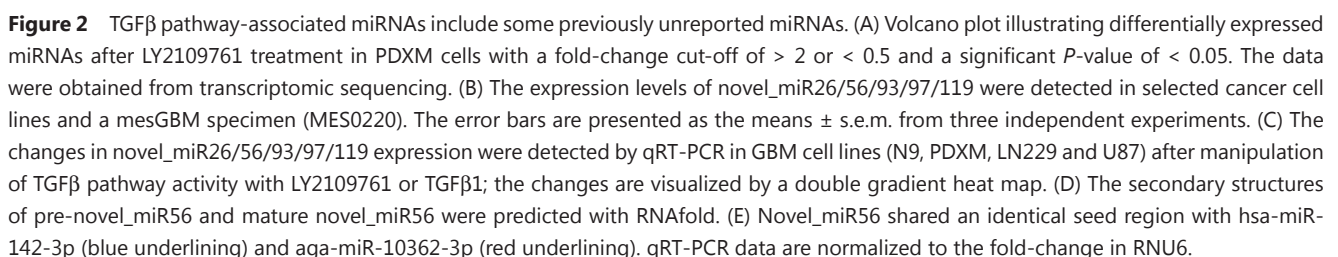 Figure 2 TGFβ pathway-associated miRNAs include some previously unreported miRNAs. (A) Volcano plot illustrating differentially expressed
miRNAs after LY2109761 treatment in PDXM cells with a fold-change cut-off of > 2 or < 0.5 and a significant P-value of < 0.05. The data
were obtained from transcriptomic sequencing. (B) The expression levels of novel_miR26/56/93/97/119 were detected in selected cancer cell
lines and a mesGBM specimen (MES0220). The error bars are presented as the means ± s.e.m. from three independent experiments. (C) The
changes in novel_miR26/56/93/97/119 expression were detected by qRT-PCR in GBM cell lines (N9, PDXM, LN229 and U87) after manipulation
of TGFβ pathway activity with LY2109761 or TGFβ1; the changes are visualized by a double gradient heat map. (D) The secondary structures
of pre-novel_miR56 and mature novel_miR56 were predicted with RNAfold. (E) Novel_miR56 shared an identical seed region with hsa-miR-
142-3p (blue underlining) and aga-miR-10362-3p (red underlining). qRT-PCR data are normalized to the fold-change in RNU6.